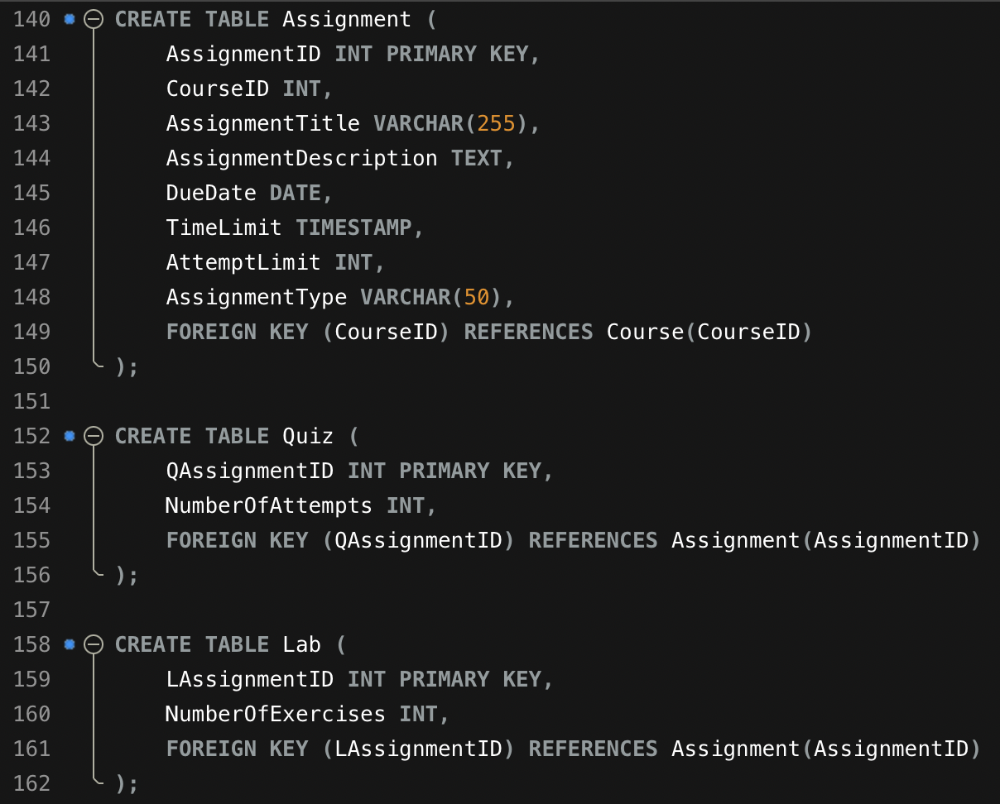 140 CREATE TABLE Assignment (
141 AssignmentID INT PRIMARY KEY,
142 CourseID INT,
143 AssignmentTitle VARCHAR(255),
144 AssignmentDescription TEXT,
145 DueDate DATE,
146 TimeLimit TIMESTAMP,
147 AttemptLimit INT,
148 AssignmentType VARCHAR(50),
149 FOREIGN KEY (CourseID) REFERENCES Course(CourseID)
150 );
151
152 CREATE TABLE Quiz (
153 QAssignmentID INT PRIMARY KEY,
154 NumberOfAttempts INT,
155 FOREIGN KEY (QAssignmentID) REFERENCES Assignment(AssignmentID)
156 );
157
158 CREATE TABLE Lab (
159 LAssignmentID INT PRIMARY KEY,
160 NumberOfExercises INT,
161 FOREIGN KEY (LAssignmentID) REFERENCES Assignment(AssignmentID)
162 );